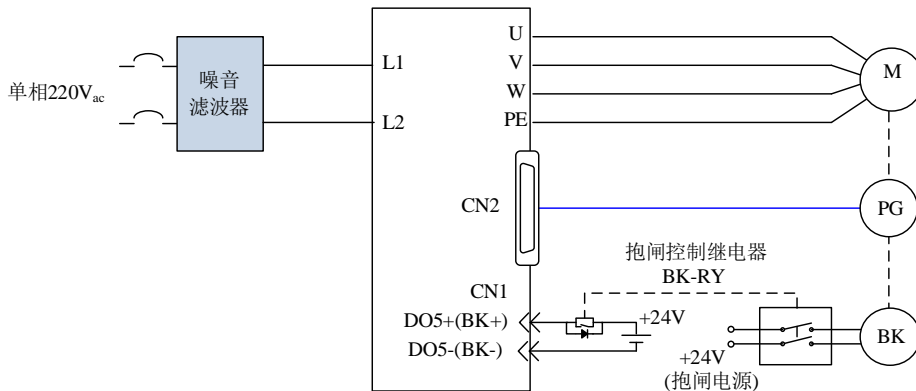 单相220Vac
噪音
滤波器
L1
L2
U
V
W
PE
M
CN2
PG
抱闸控制继电器
BK-RY
CN1
DO5+(BK+)
+24V
DO5-(BK-)
BK
+24V
(抱闸电源)